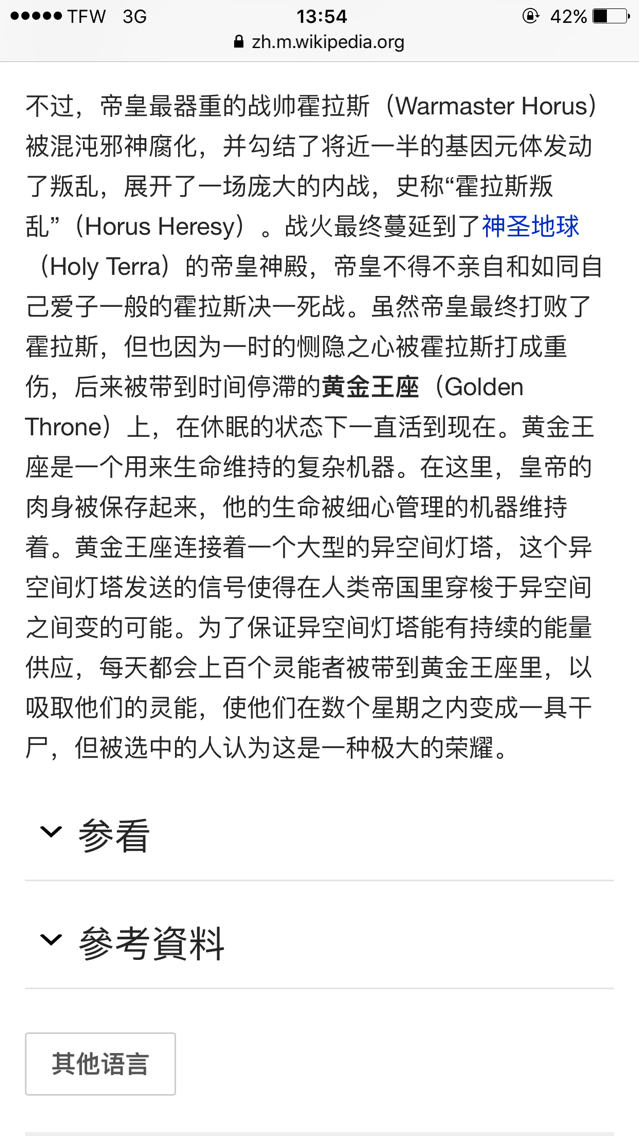 TFW 3G 13:54 42%
zh.m.wikipedia.org
不过，帝皇最器重的战帅霍拉斯（Warmaster Horus）
被混沌邪神腐化，并勾结了将近一半的基因元体发动
了叛乱，展开了一场庞大的内战，史称“霍拉斯叛
乱”（Horus Heresy）。战火最终蔓延到了神圣地球
（Holy Terra）的帝皇神殿，帝皇不得不亲自和如同自
己爱子一般的霍拉斯决一死战。虽然帝皇最终打败了
霍拉斯，但也因为一时的恻隐之心被霍拉斯打成重
伤，后来被带到时间停滯的黄金王座（Golden
Throne）上，在休眠的状态下一直活到现在。黄金王
座是一个用来生命维持的复杂机器。在这里，皇帝的
肉身被保存起来，他的生命被细心管理的机器维持
着。黄金王座连接着一个大型的异空间灯塔，这个异
空间灯塔发送的信号使得在人类帝国里穿梭于异空间
之间变的可能。为了保证异空间灯塔能有持续的能量
供应，每天都会上百个灵能者被带到黄金王座里，以
吸取他们的灵能，使他们在数个星期之内变成一具干
尸，但被选中的人认为这是一种极大的荣耀。
参看
參考資料
其他语言